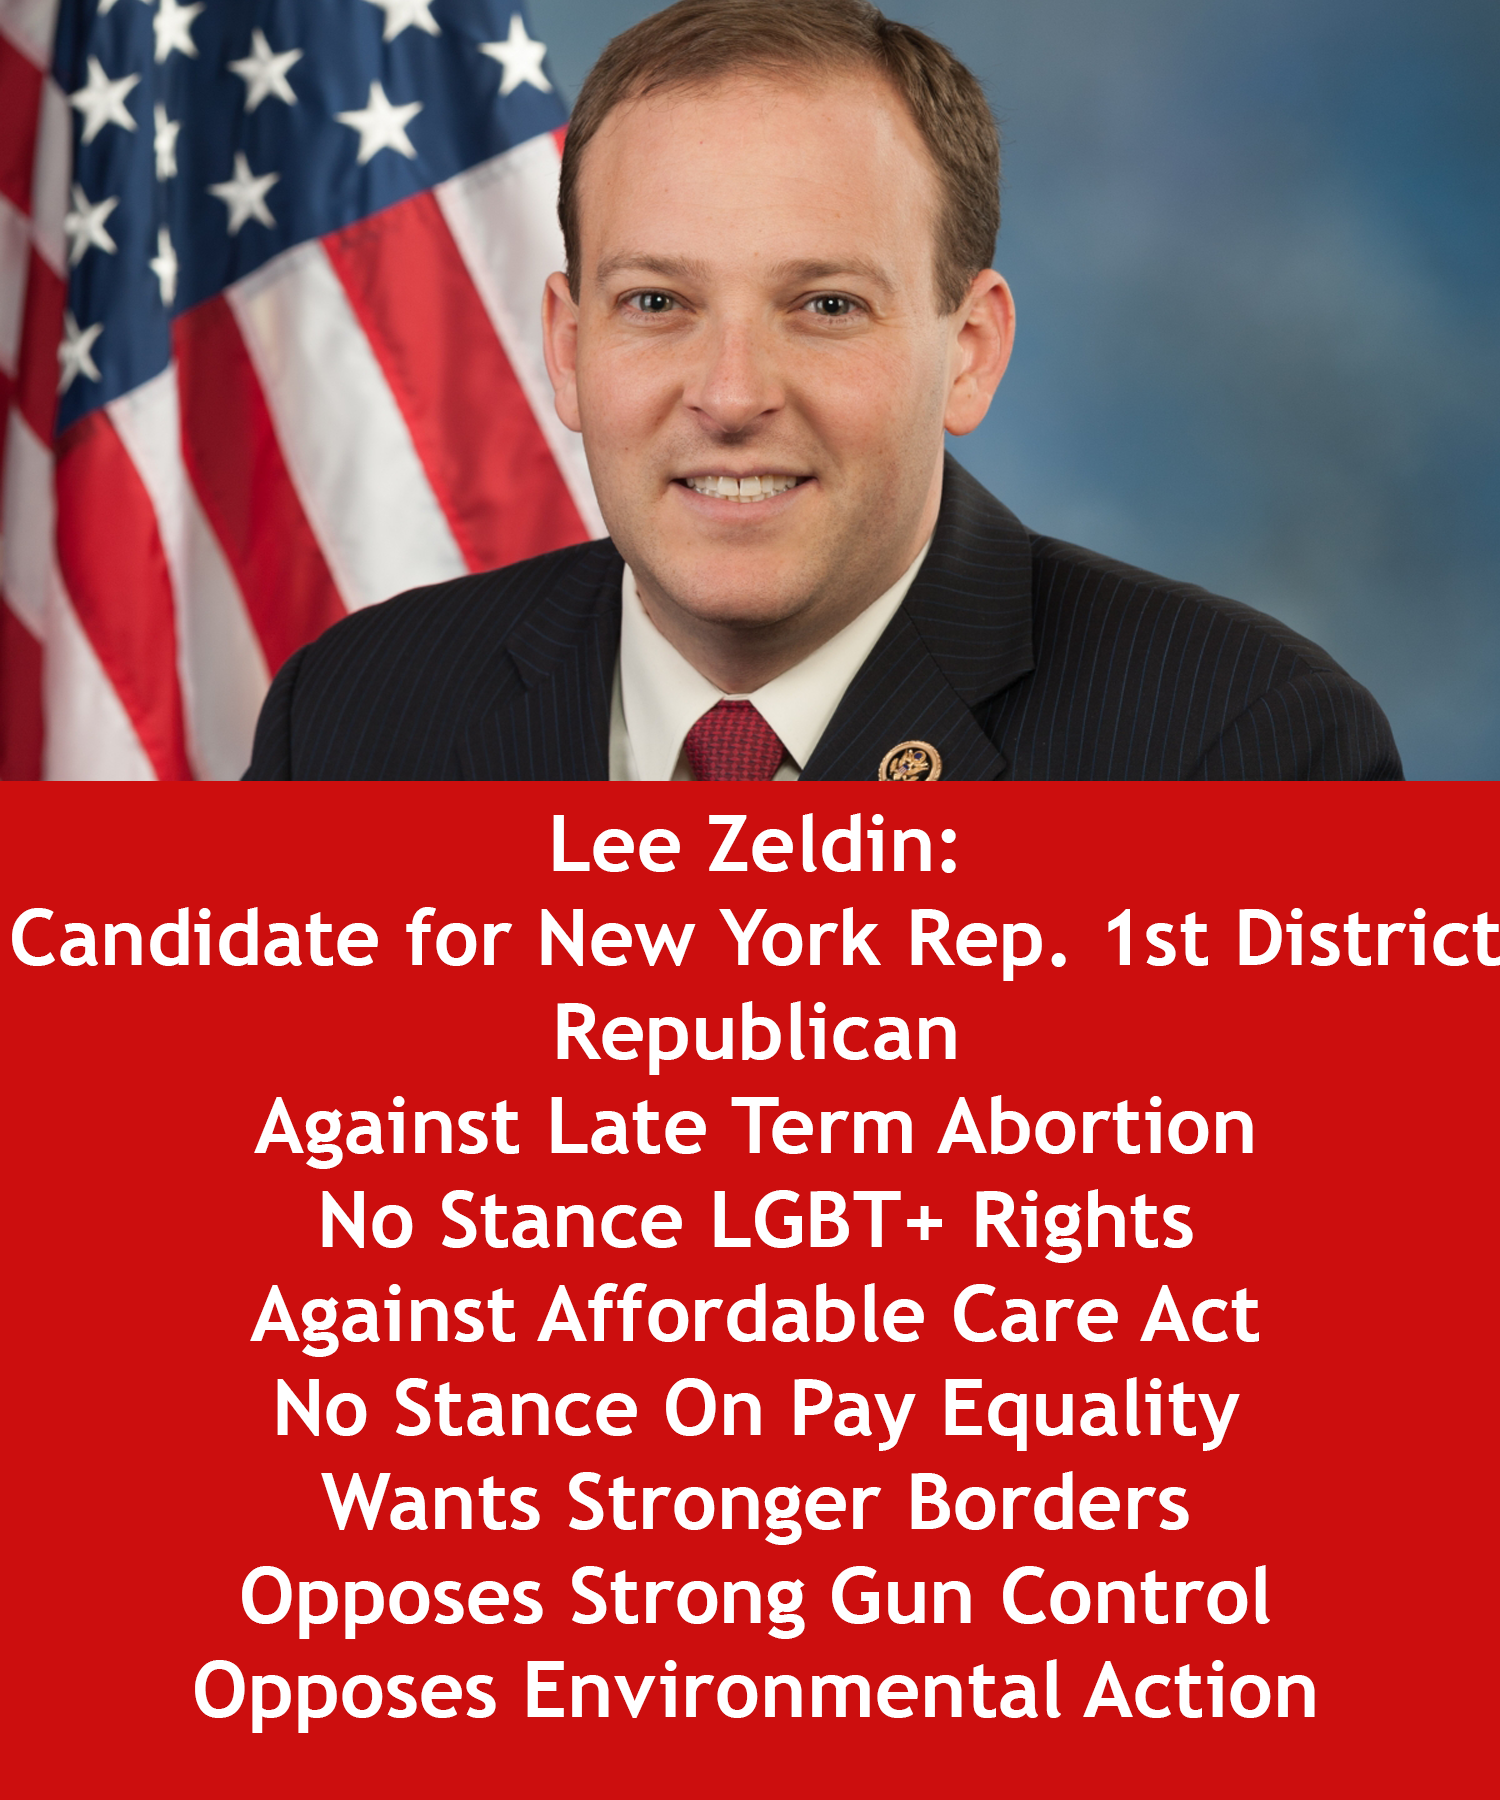 Lee Zeldin:
Candidate for New York Rep. 1st District
Republican
Against Late Term Abortion
No Stance LGBT+ Rights
Against Affordable Care Act
No Stance On Pay Equality
Wants Stronger Borders
Opposes Strong Gun Control
Opposes Environmental Action